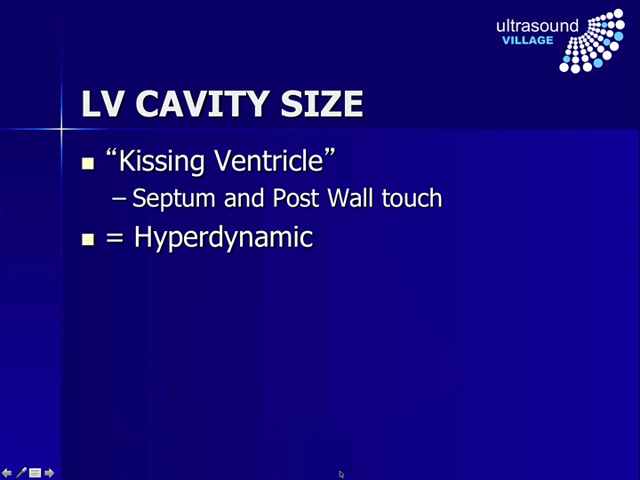 ultrasound
VILLAGE
LV CAVITY SIZE
“Kissing Ventricle”
– Septum and Post Wall touch
= Hyperdynamic